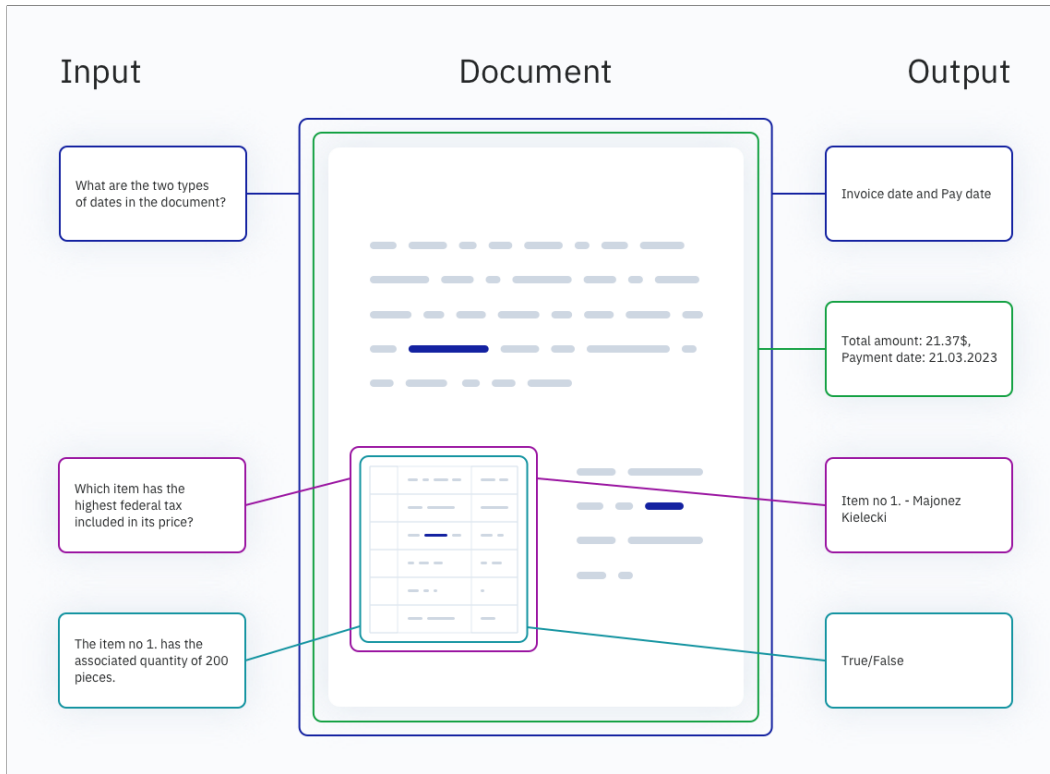 Input
Document
Output
What are the two types
of dates in the document?
Invoice date and Pay date
Total amount: 21.37$,
Payment date: 21.03.2023
Which item has the
highest federal tax
included in its price?
Item no 1. - Majonez
Kielecki
The item no 1. has the
associated quantity of 200
pieces.
True/False